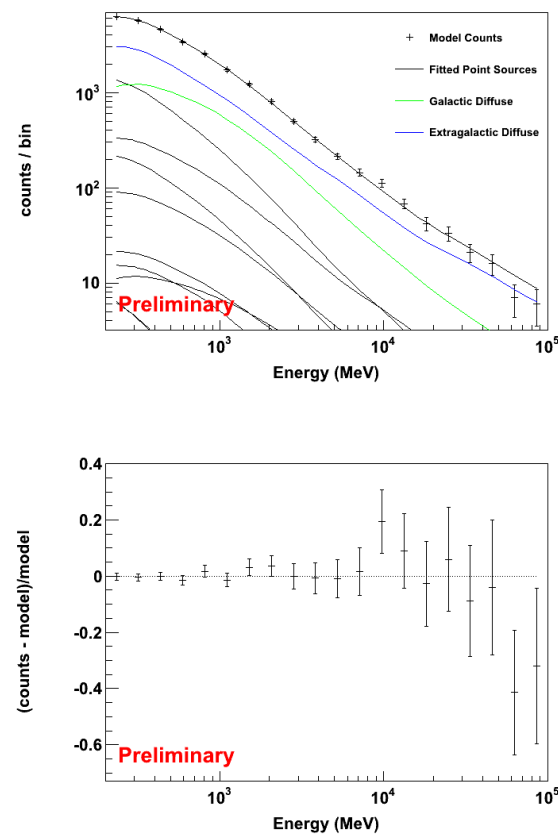 counts / bin
10³
10²
10
Model Counts
Fitted Point Sources
Galactic Diffuse
Extragalactic Diffuse
Preliminary
10³
10⁴
10⁵
Energy (MeV)
(counts - model)/model
0.4
0.2
0
-0.2
-0.4
-0.6
Preliminary
10³
10⁴
10⁵
Energy (MeV)